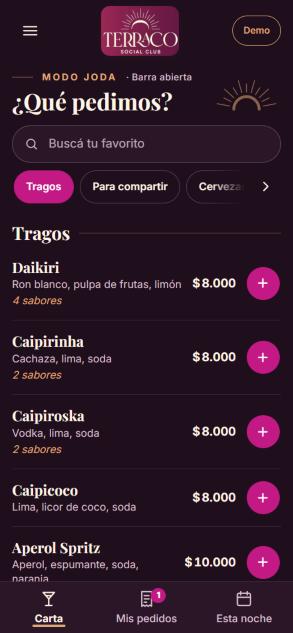 TERRACO
SOCIAL CLUB
Demo
MODO JODA · Barra abierta
¿Qué pedimos?
Buscá tu favorito
Tragos
Para compartir
Cervezas
Tragos
Daikiri
Ron blanco, pulpa de frutas, limón
4 sabores
$8.000
Caipirinha
Cachaza, lima, soda
2 sabores
$8.000
Caipiroska
Vodka, lima, soda
2 sabores
$8.000
Caipicoco
Lima, licor de coco, soda
$8.000
Aperol Spritz
Aperol, espumante, soda,
naranja
$10.000
1
Carta
Mis pedidos
Esta noche